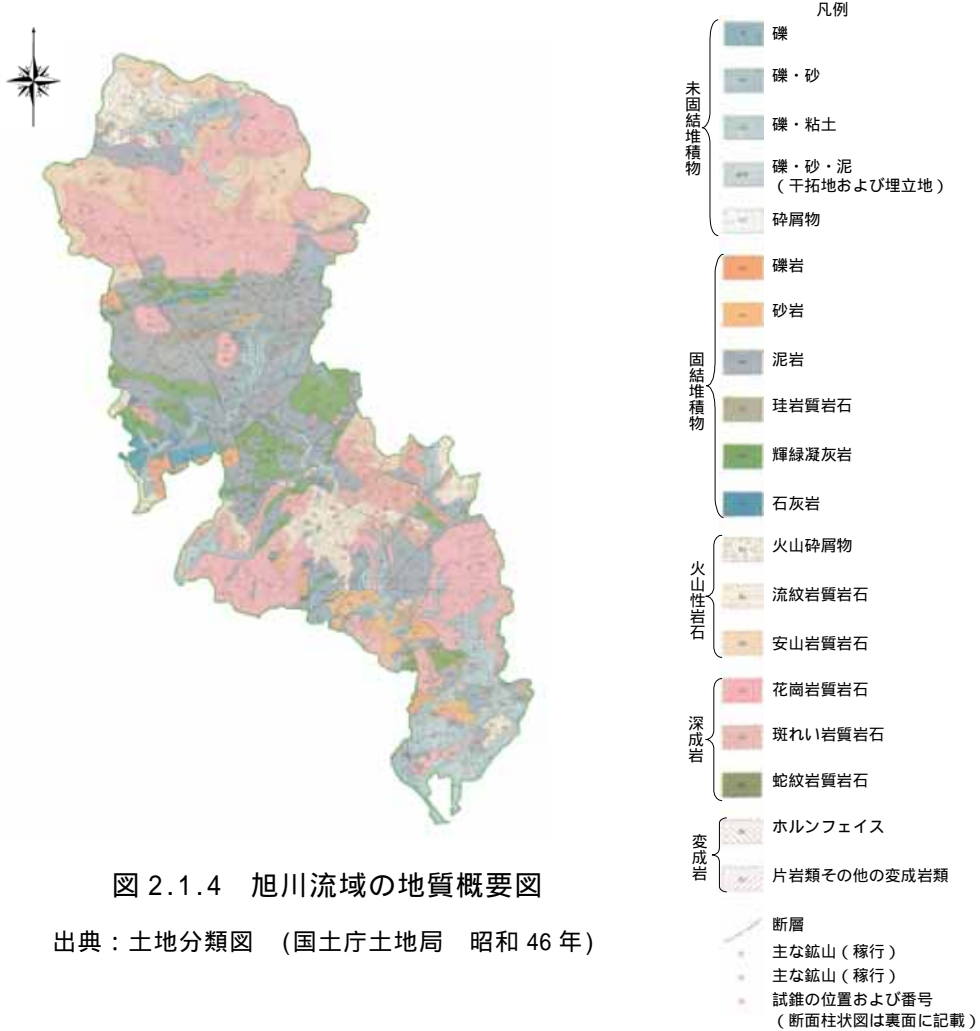 凡例
未固結堆積物
礫
礫・砂
礫・粘土
礫・砂・泥
（干拓地および埋立地）
砕屑物
固結堆積物
礫岩
砂岩
泥岩
珪岩質岩石
輝緑凝灰岩
石灰岩
火山性岩石
火山砕屑物
流紋岩質岩石
安山岩質岩石
深成岩
花崗岩質岩石
斑れい岩質岩石
蛇紋岩質岩石
変成岩
ホルンフェイス
片岩類その他の変成岩類
断層
主な鉱山（稼行）
主な鉱山（稼行）
試錐の位置および番号
（断面柱状図は裏面に記載）
図 2.1.4　旭川流域の地質概要図
出典：土地分類図　(国土庁土地局　昭和 46 年)